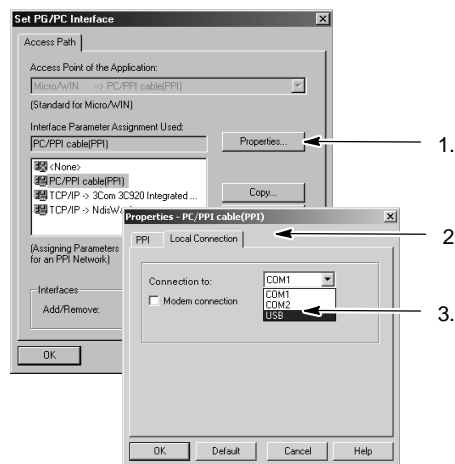 Set PG/PC Interface
Access Path
Access Point of the Application:
Micro/WIN --> PC/PPI cable(PPI)
(Standard for Micro/WIN)
Interface Parameter Assignment Used:
PC/PPI cable(PPI)
Properties...
1.
<None>
PC/PPI cable(PPI)
TCP/IP -> 3Com 3C920 Integrated ...
TCP/IP -> NdisWa
Copy...
(Assigning Parameters
for an PPI Network)
Interfaces
Add/Remove:
OK
Properties - PC/PPI cable(PPI)
PPI
Local Connection
2
Connection to:
COM1
Modem connection
COM1
COM2
USB
3.
OK
Default
Cancel
Help